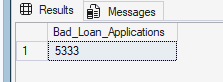 Results Messages
Bad_Loan_Applications
1 5333